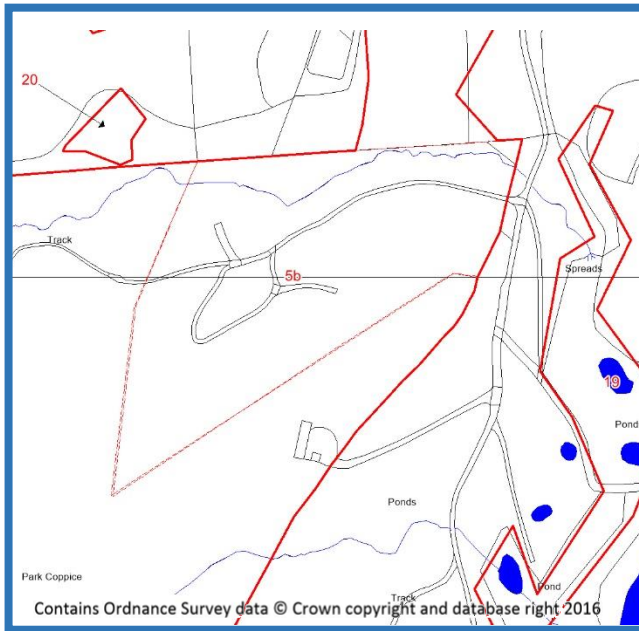 20
Track
5b
Spreads
19
Pond
Ponds
Park Coppice
Track
Pond
Contains Ordnance Survey data © Crown copyright and database right 2016